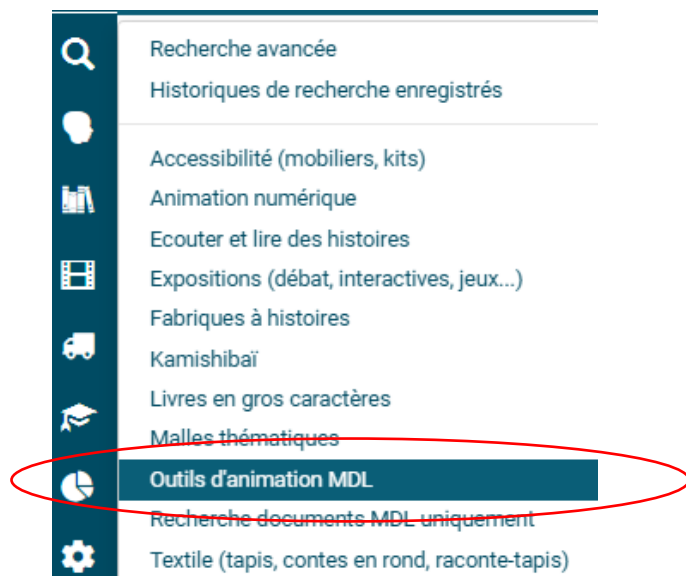 Recherche avancée
Historiques de recherche enregistrés
Accessibilité (mobiliers, kits)
Animation numérique
Ecouter et lire des histoires
Expositions (débat, interactives, jeux...)
Fabriques à histoires
Kamishibaï
Livres en gros caractères
Malles thématiques
Outils d'animation MDL
Recherche documents MDL uniquement
Textile (tapis, contes en rond, raconte-tapis)